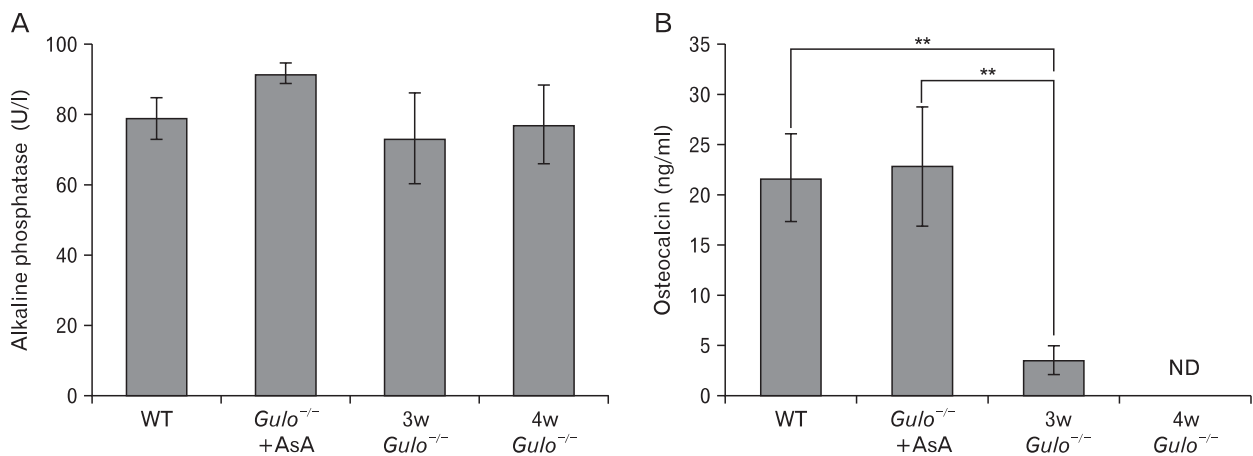 A
Alkaline phosphatase (U/l)
100
80
60
40
20
0
WT
Gulo⁻/⁻
+AsA
3w
Gulo⁻/⁻
4w
Gulo⁻/⁻
B
Osteocalcin (ng/ml)
35
30
25
20
15
10
5
0
**
**
ND
WT
Gulo⁻/⁻
+AsA
3w
Gulo⁻/⁻
4w
Gulo⁻/⁻